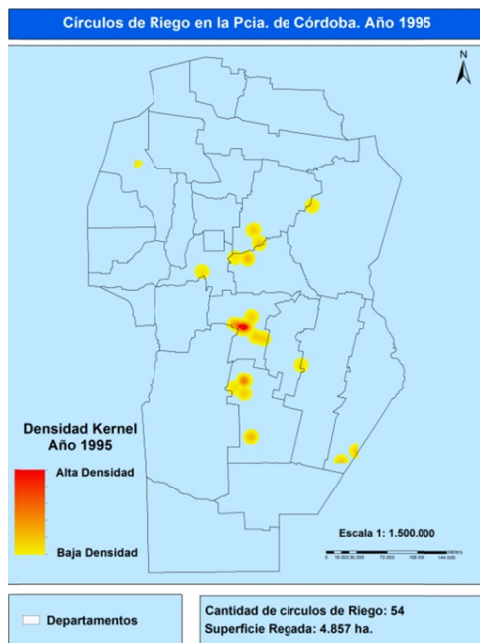 Círculos de Riego en la Pcia. de Córdoba. Año 1995
N
Densidad Kernel
Año 1995
Alta Densidad
Baja Densidad
Escala 1: 1.500.000
Departamentos
Cantidad de circulos de Riego: 54
Superficie Regada: 4.857 ha.